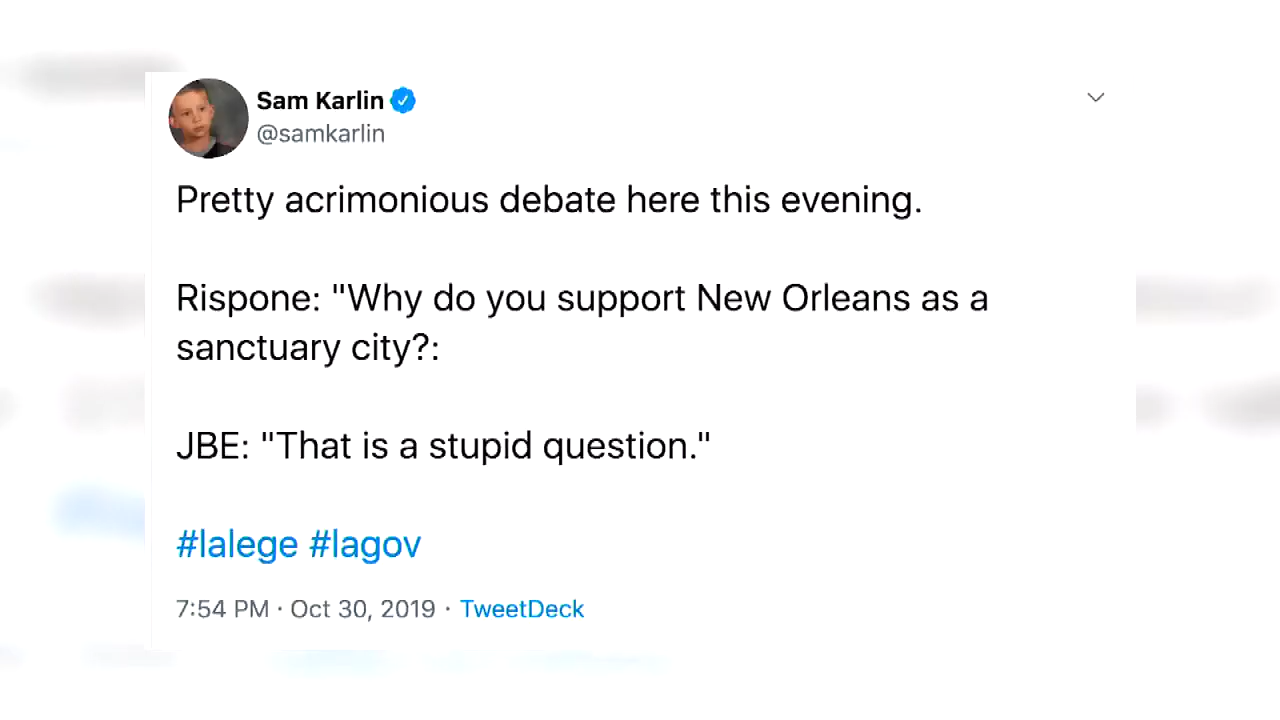 Sam Karlin
@samkarlin
Pretty acrimonious debate here this evening.
Rispone: "Why do you support New Orleans as a
sanctuary city?:
JBE: "That is a stupid question."
#lalege #lagov
7:54 PM · Oct 30, 2019 · TweetDeck